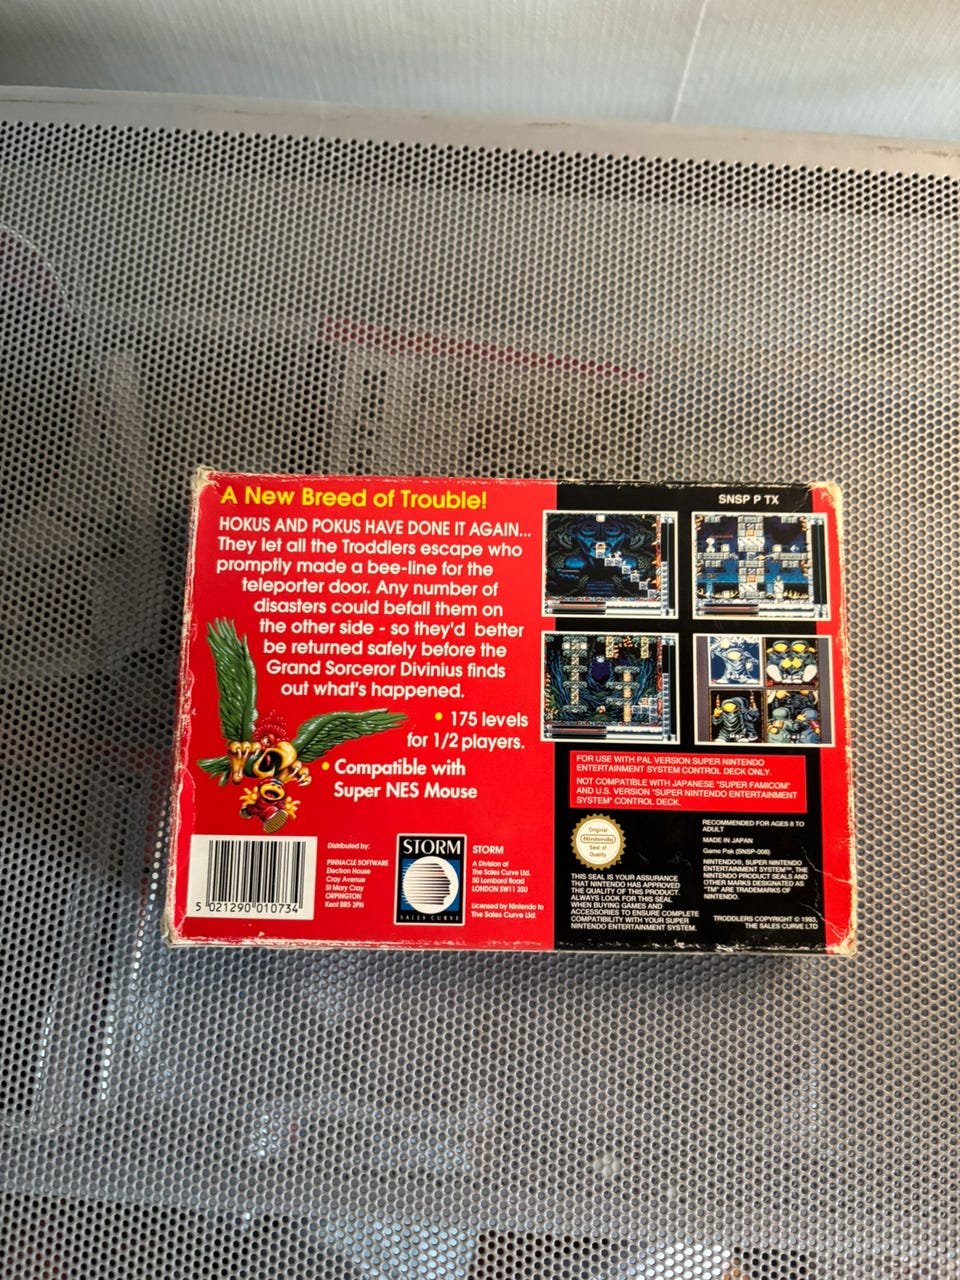 A New Breed of Trouble!
HOKUS AND POKUS HAVE DONE IT AGAIN...
They let all the Troddlers escape who
promptly made a bee-line for the
teleporter door. Any number of
disasters could befall them on
the other side - so they'd better
be returned safely before the
Grand Sorceror Divinius finds
out what's happened.
• 175 levels
for 1/2 players.
• Compatible with
Super NES Mouse
5 021290 010734
Distributed by:
PINNACLE SOFTWARE
Electron House
Cray Avenue
St Mary Cray
ORPINGTON
Kent BR5 3PN
STORM
SALES CURVE
STORM
A Division of
The Sales Curve Ltd.
50 Lombard Road
LONDON SW11 3SU
Licensed by Nintendo to
The Sales Curve Ltd.
SNSP P TX
FOR USE WITH PAL VERSION SUPER NINTENDO
ENTERTAINMENT SYSTEM CONTROL DECK ONLY.
NOT COMPATIBLE WITH JAPANESE "SUPER FAMICOM"
AND U.S. VERSION "SUPER NINTENDO ENTERTAINMENT
SYSTEM" CONTROL DECK.
Original
Nintendo
Seal of
Quality
THIS SEAL IS YOUR ASSURANCE
THAT NINTENDO HAS APPROVED
THE QUALITY OF THIS PRODUCT.
ALWAYS LOOK FOR THIS SEAL
WHEN BUYING GAMES AND
ACCESSORIES TO ENSURE COMPLETE
COMPATIBILITY WITH YOUR SUPER
NINTENDO ENTERTAINMENT SYSTEM.
RECOMMENDED FOR AGES 8 TO
ADULT
MADE IN JAPAN
Game Pak (SNSP-006)
NINTENDO®, SUPER NINTENDO
ENTERTAINMENT SYSTEM™, THE
NINTENDO PRODUCT SEALS AND
OTHER MARKS DESIGNATED AS
"TM" ARE TRADEMARKS OF
NINTENDO.
TRODDLERS COPYRIGHT © 1993,
THE SALES CURVE LTD